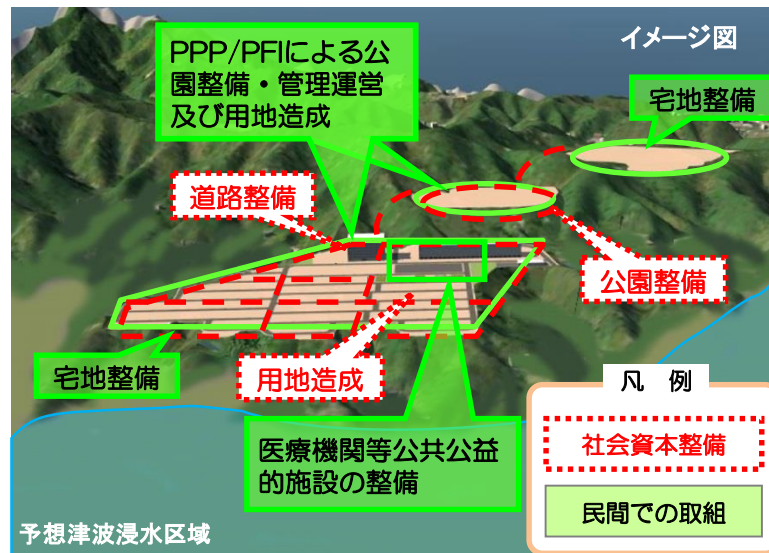 イメージ図
PPP/PFIによる公
園整備・管理運営
及び用地造成
宅地整備
道路整備
公園整備
宅地整備
用地造成
医療機関等公共公益
的施設の整備
凡 例
社会資本整備
民間での取組
予想津波浸水区域